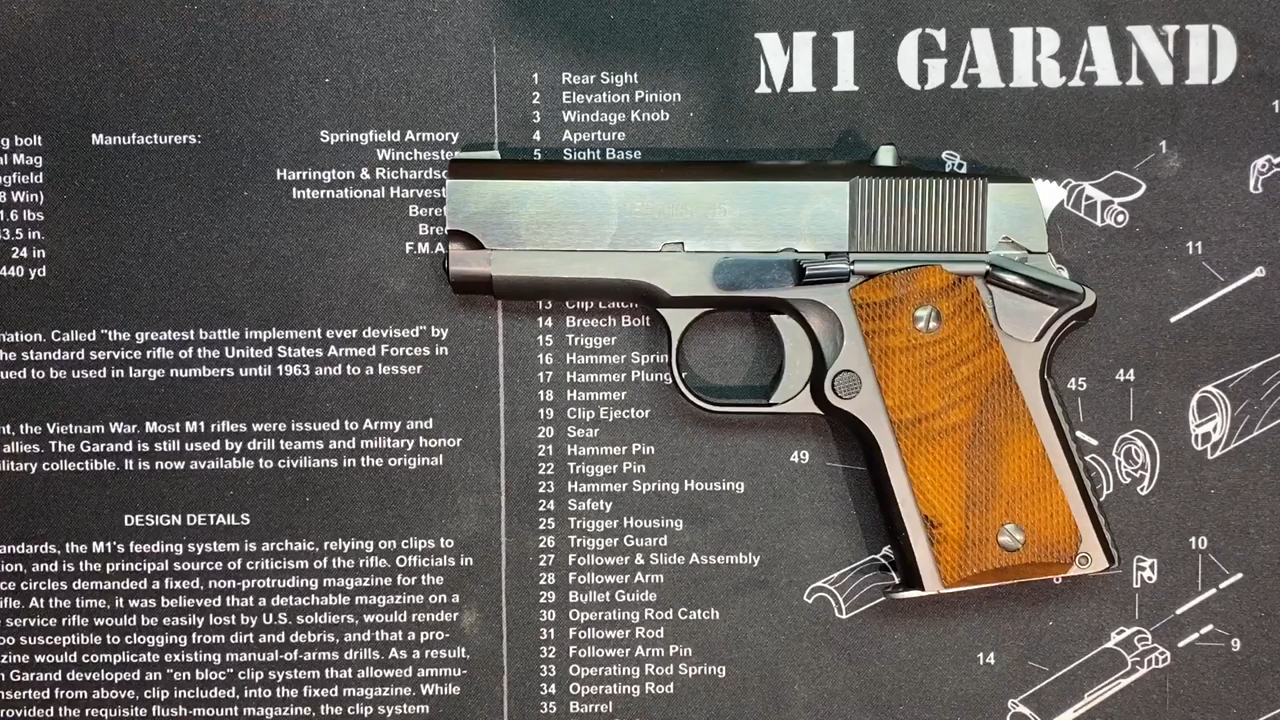 M1 GARAND
g bolt
al Mag
ngfield
8 Win)
1.6 lbs
43.5 in.
24 in
440 yd
Manufacturers:
Springfield Armory
Winchester
Harrington & Richardso
International Harvest
Beret
Bre
F.M.A.
nation. Called "the greatest battle implement ever devised" by
he standard service rifle of the United States Armed Forces in
ued to be used in large numbers until 1963 and to a lesser
nt, the Vietnam War. Most M1 rifles were issued to Army and
allies. The Garand is still used by drill teams and military honor
ilitary collectible. It is now available to civilians in the original
DESIGN DETAILS
andards, the M1's feeding system is archaic, relying on clips to
tion, and is the principal source of criticism of the rifle. Officials in
ce circles demanded a fixed, non-protruding magazine for the
ifle. At the time, it was believed that a detachable magazine on a
service rifle would be easily lost by U.S. soldiers, would render
oo susceptible to clogging from dirt and debris, and that a pro-
zine would complicate existing manual-of-arms drills. As a result,
n Garand developed an "en bloc" clip system that allowed ammu-
nserted from above, clip included, into the fixed magazine. While
rovided the requisite flush-mount magazine, the clip system
1 Rear Sight
2 Elevation Pinion
3 Windage Knob
4 Aperture
5 Sight Base
13 Clip Latch
14 Breech Bolt
15 Trigger
16 Hammer Sprin
17 Hammer Plung
18 Hammer
19 Clip Ejector
20 Sear
21 Hammer Pin
22 Trigger Pin
23 Hammer Spring Housing
24 Safety
25 Trigger Housing
26 Trigger Guard
27 Follower & Slide Assembly
28 Follower Arm
29 Bullet Guide
30 Operating Rod Catch
31 Follower Rod
32 Follower Arm Pin
33 Operating Rod Spring
34 Operating Rod
35 Barrel
1
11
45
44
49
10
9
14